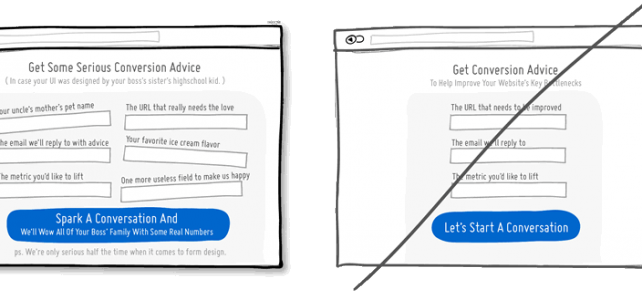 Get Some Serious Conversion Advice
( In case your UI was designed by your boss's sister's highschool kid. )
our uncle's mother's pet name
The URL that really needs the love
he email we'll reply to with advice
Your favorite ice cream flavor
he metric you'd like to lift
One more useless field to make us happy
Spark A Conversation And
We'll Wow All Of Your Boss' Family With Some Real Numbers
ps. We're only serious half the time when it comes to form design.
Get Conversion Advice
To Help Improve Your Website's Key Bottlenecks
The URL that needs to be improved
The email we'll reply to
The metric you'd like to lift
Let's Start A Conversation